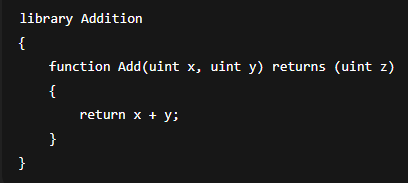 library Addition
{
    function Add(uint x, uint y) returns (uint z)
    {
        return x + y;
    }
}